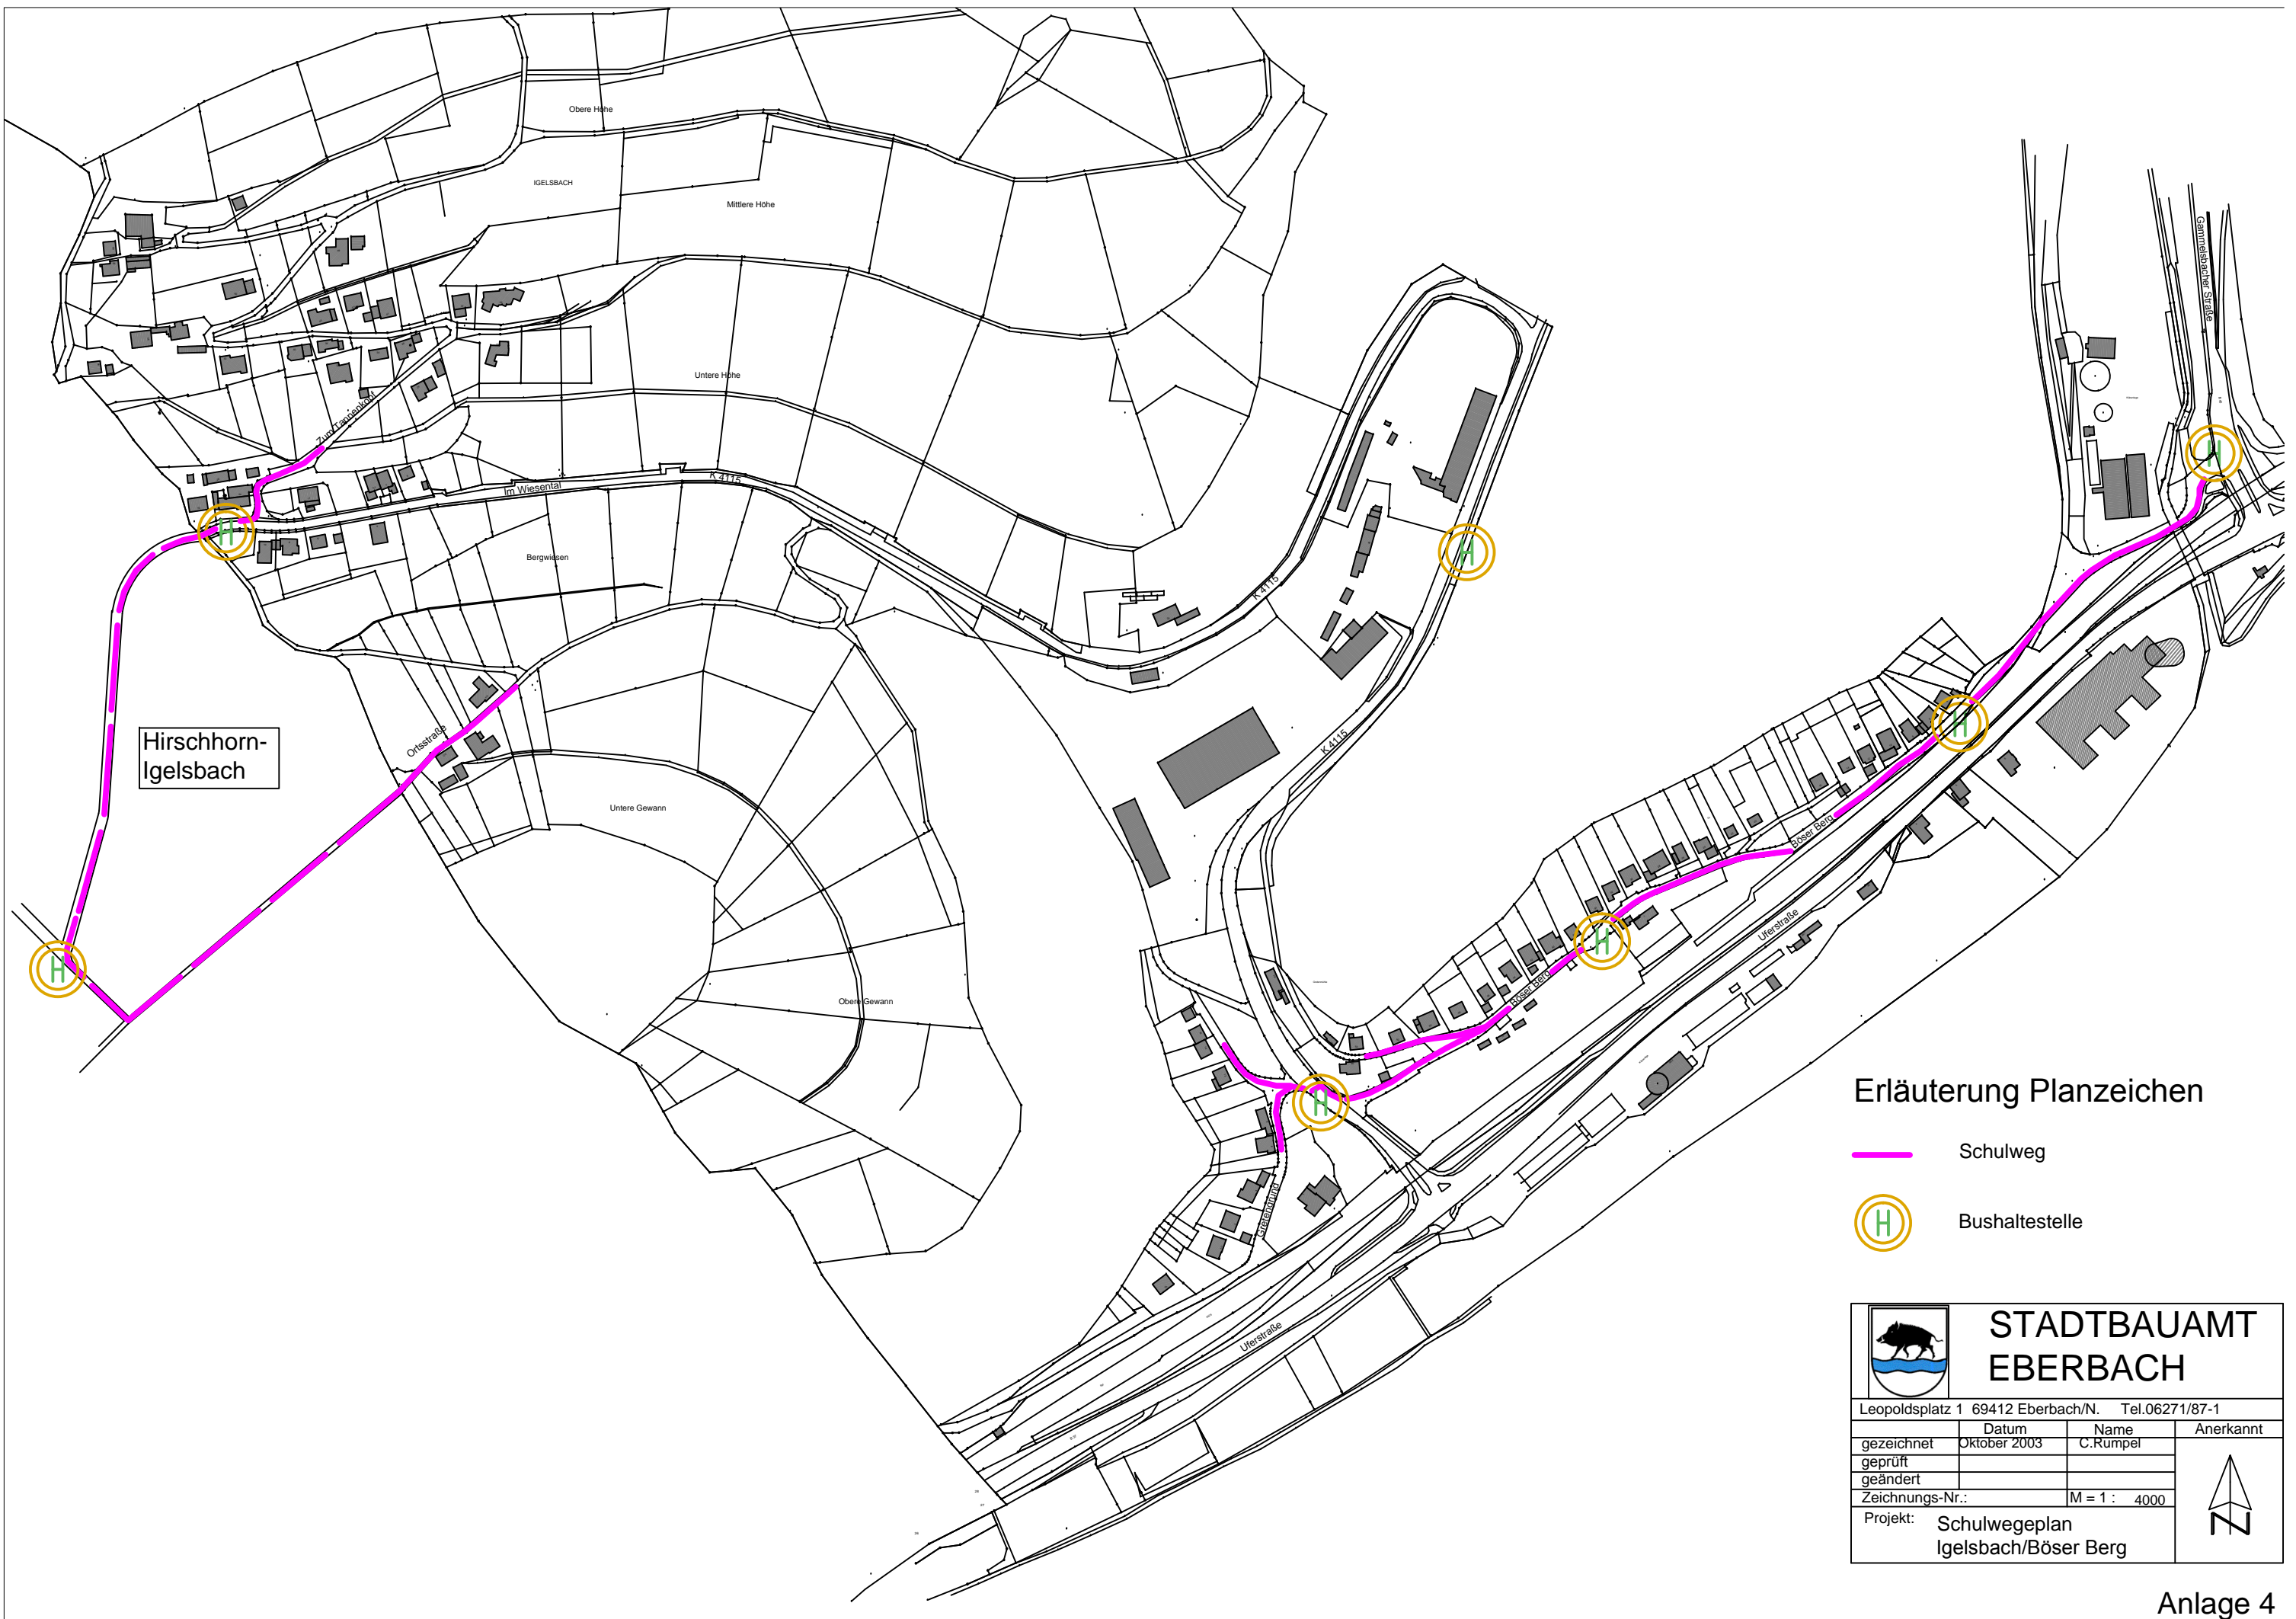 Obere Höhe
IGELSBACH
Mittlere Höhe
Gammelsbacher Straße
Untere Höhe
Zum Tannenkopf
K 4115
Im Wiesental
H
H
H
Bergwiesen
K 4115
Hirschhorn-
Igelsbach
Ortsstraße
H
K 4115
Untere Gewann
Böser Berg
H
H
Uferstraße
Böser Berg
Obere Gewann
H
Gretengrund
Uferstraße
Erläuterung Planzeichen
Schulweg
H
Bushaltestelle
STADTBAUAMT
EBERBACH
Leopoldsplatz 1 69412 Eberbach/N. Tel.06271/87-1
Datum Name Anerkannt
gezeichnet Oktober 2003 C.Rumpel
geprüft
geändert
Zeichnungs-Nr.: M = 1 : 4000
Projekt: Schulwegeplan
Igelsbach/Böser Berg
N
Anlage 4